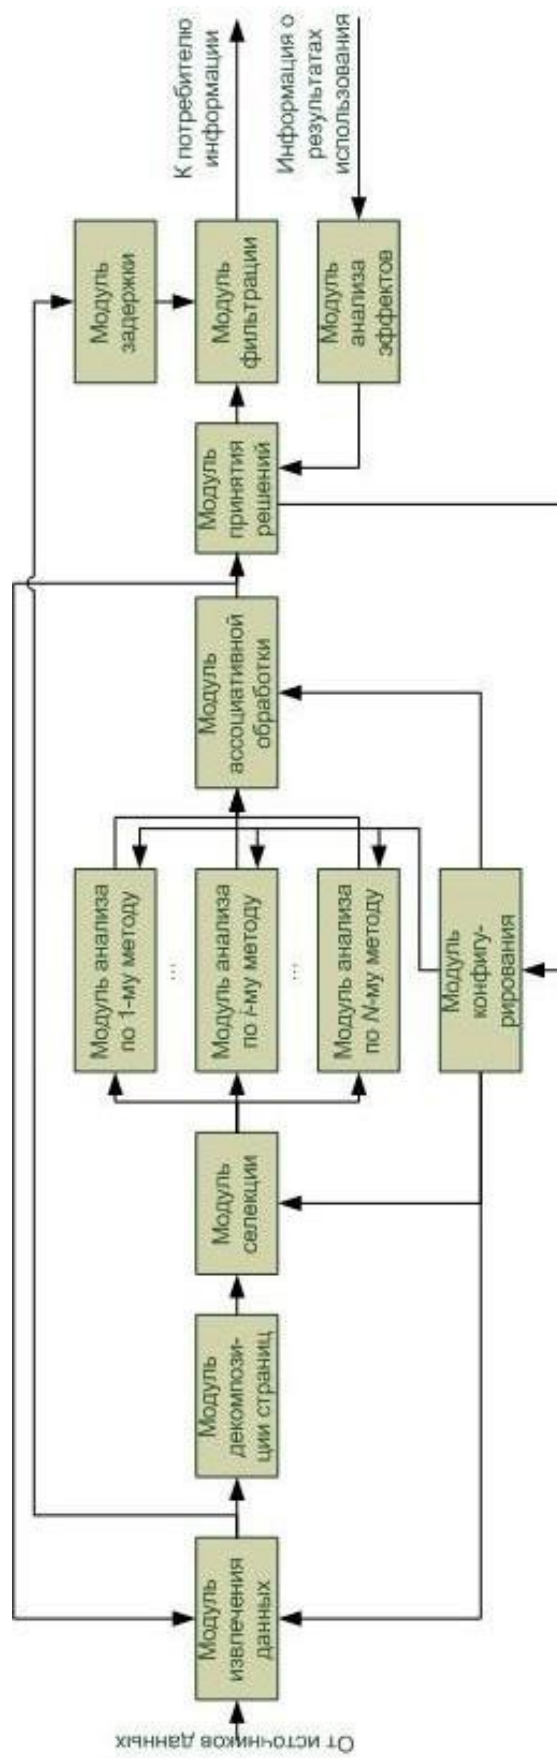 От источников данных
Модуль
извлечения
данных
Модуль
декомпози-
ции страниц
Модуль
селекции
Модуль анализа
по 1-му методу
...
Модуль анализа
по i-му методу
...
Модуль анализа
по N-му методу
Модуль
конфигу-
рирования
Модуль
ассоциативной
обработки
Модуль
принятия
решений
Модуль
задержки
Модуль
фильтрации
Модуль
анализа
эффектов
К потребителю
информации
Информация о
результатах
использования